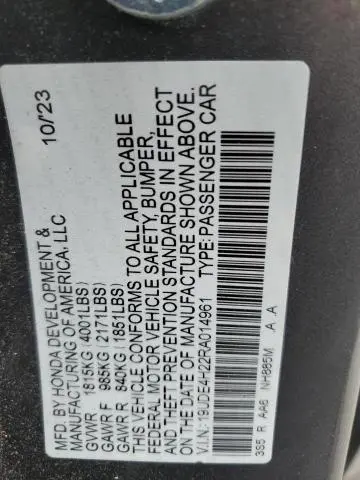 MFD. BY HONDA DEVELOPMENT & 10/23
MANUFACTURING OF AMERICA, LLC
GVWR 1815KG(4001LBS)
GAWR F 985KG(2171LBS)
GAWR R 840KG(1851LBS)
THIS VEHICLE CONFORMS TO ALL APPLICABLE
FEDERAL MOTOR VEHICLE SAFETY, BUMPER,
AND THEFT PREVENTION STANDARDS IN EFFECT
ON THE DATE OF MANUFACTURE SHOWN ABOVE.
V.I.N.: 19UDE4H22RA014961 TYPE: PASSENGER CAR
3S5 R AA6 NH885M A .A